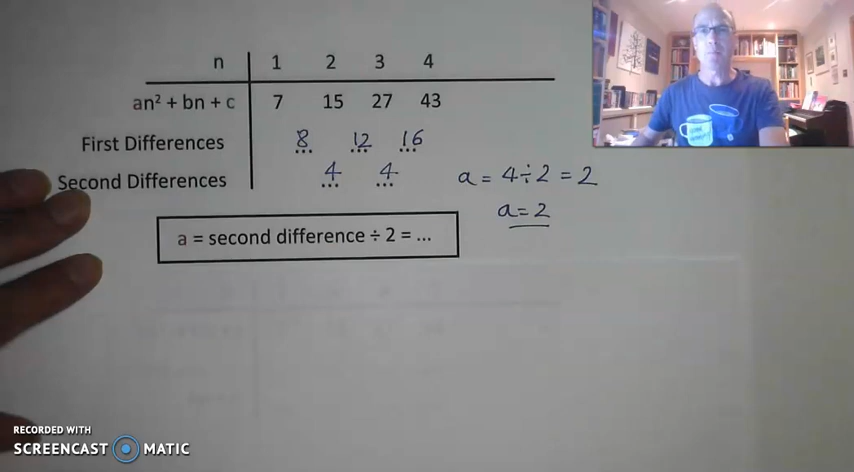 n 1 2 3 4
an² + bn + c 7 15 27 43
First Differences 8 12 16
Second Differences 4 4 a = 4÷2 = 2
a=2
a = second difference ÷ 2 = ...
RECORDED WITH
SCREENCAST MATIC